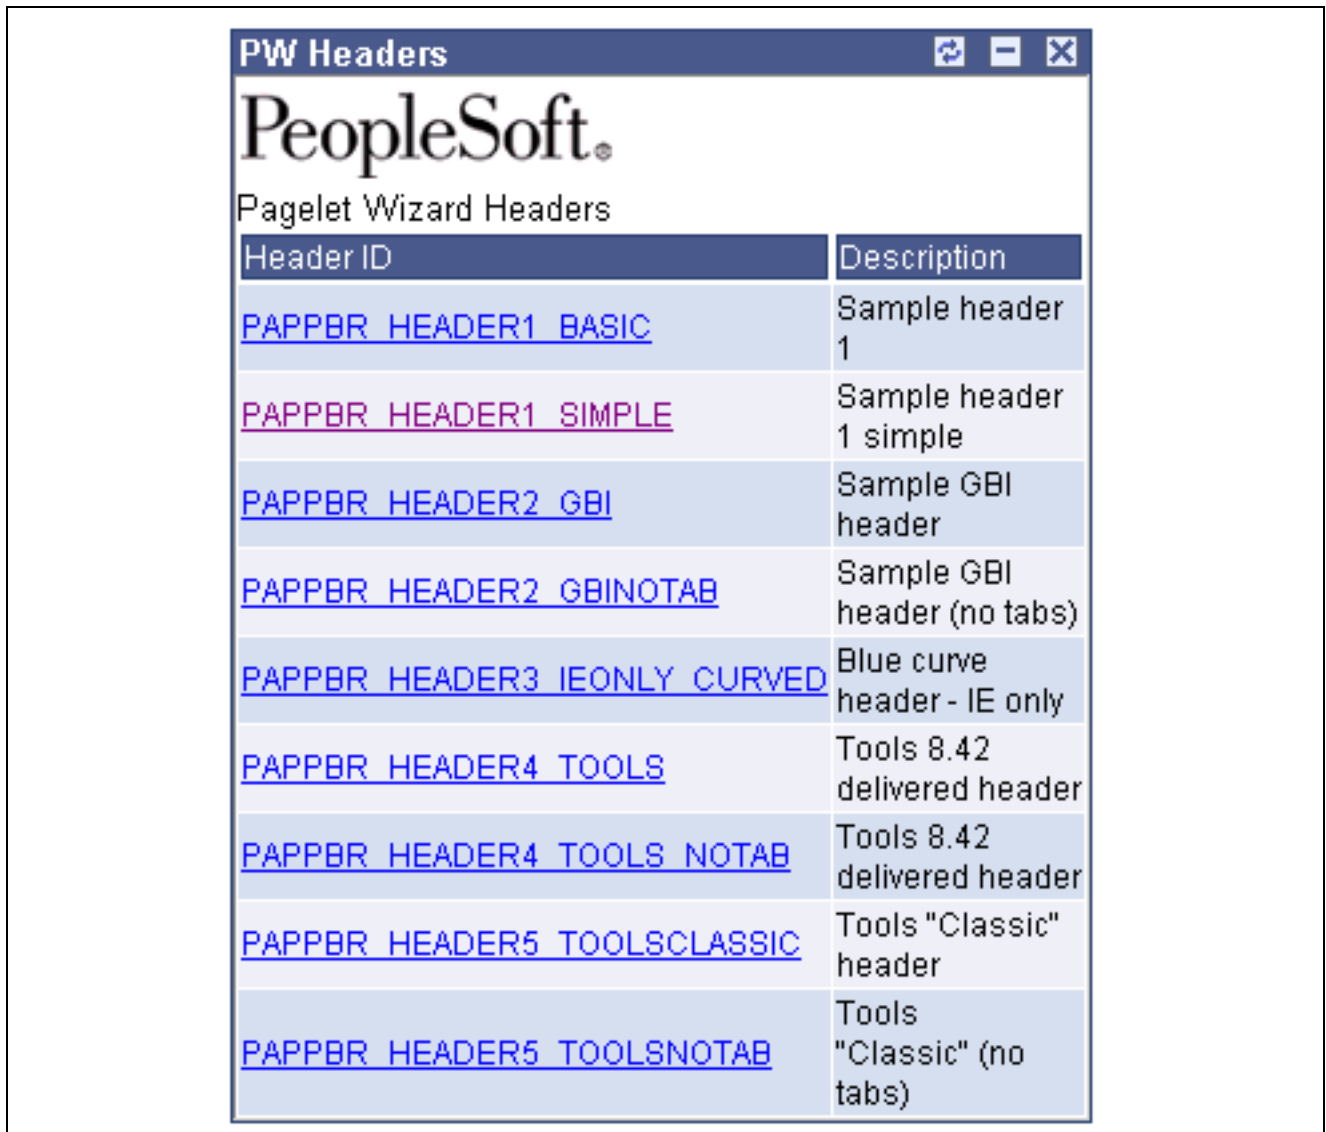 PW Headers
PeopleSoft®
Pagelet Wizard Headers
Header ID Description
PAPPBR_HEADER1_BASIC Sample header
1
PAPPBR_HEADER1_SIMPLE Sample header
1 simple
PAPPBR_HEADER2_GBI Sample GBI
header
PAPPBR_HEADER2_GBINOTAB Sample GBI
header (no tabs)
PAPPBR_HEADER3_IEONLY_CURVED Blue curve
header - IE only
PAPPBR_HEADER4_TOOLS Tools 8.42
delivered header
PAPPBR_HEADER4_TOOLS_NOTAB Tools 8.42
delivered header
PAPPBR_HEADER5_TOOLSCLASSIC Tools "Classic"
header
PAPPBR_HEADER5_TOOLSNOTAB Tools
"Classic" (no
tabs)